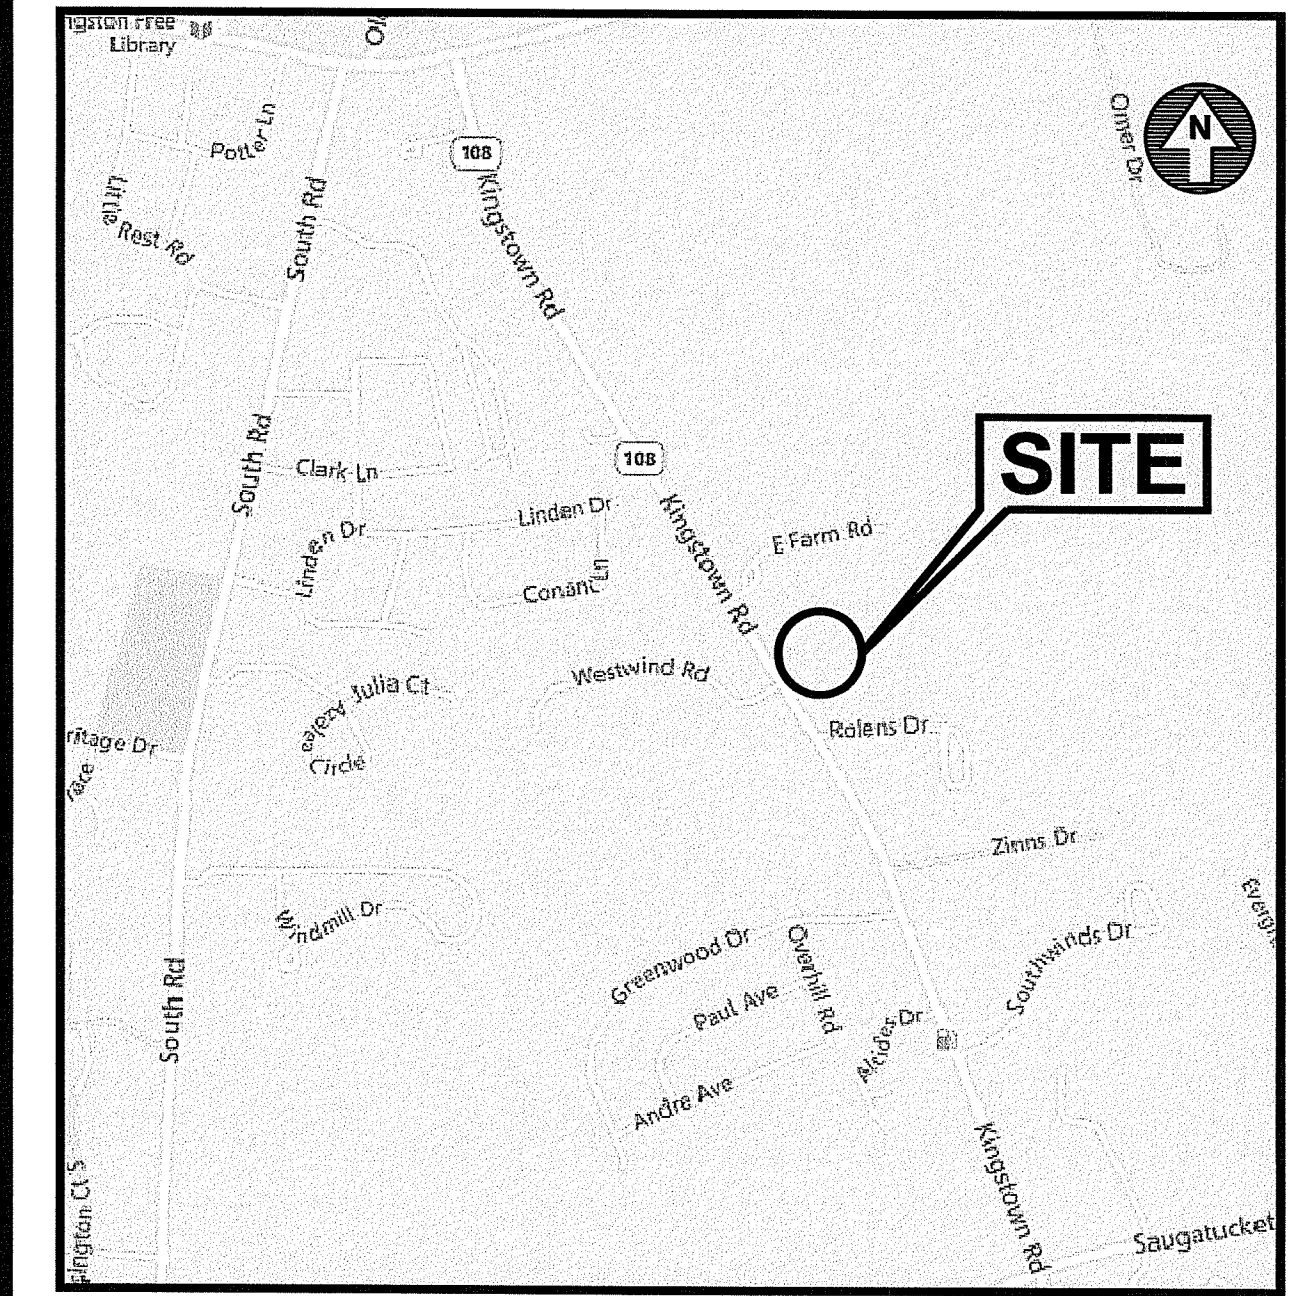 Library
N
Omer Dr
Potter Ln
108
Little
Rest Rd
South Rd
Kingstown Rd
SITE
South Rd
108
Clark Ln
Linden Dr
Linden Dr
Kingstown Rd
E Farm Rd
Conant Ln
Westwind Rd
Julia Ct
Azalea
Circle
Rolens Dr
ritage Dr
race
Zinns Dr
Windmill Dr
Southwinds Dr
Greenwood Dr
Overhill Rd
Paul Ave
South Rd
Alcides Dr
Andre Ave
Kingstown Rd
Saugatucket